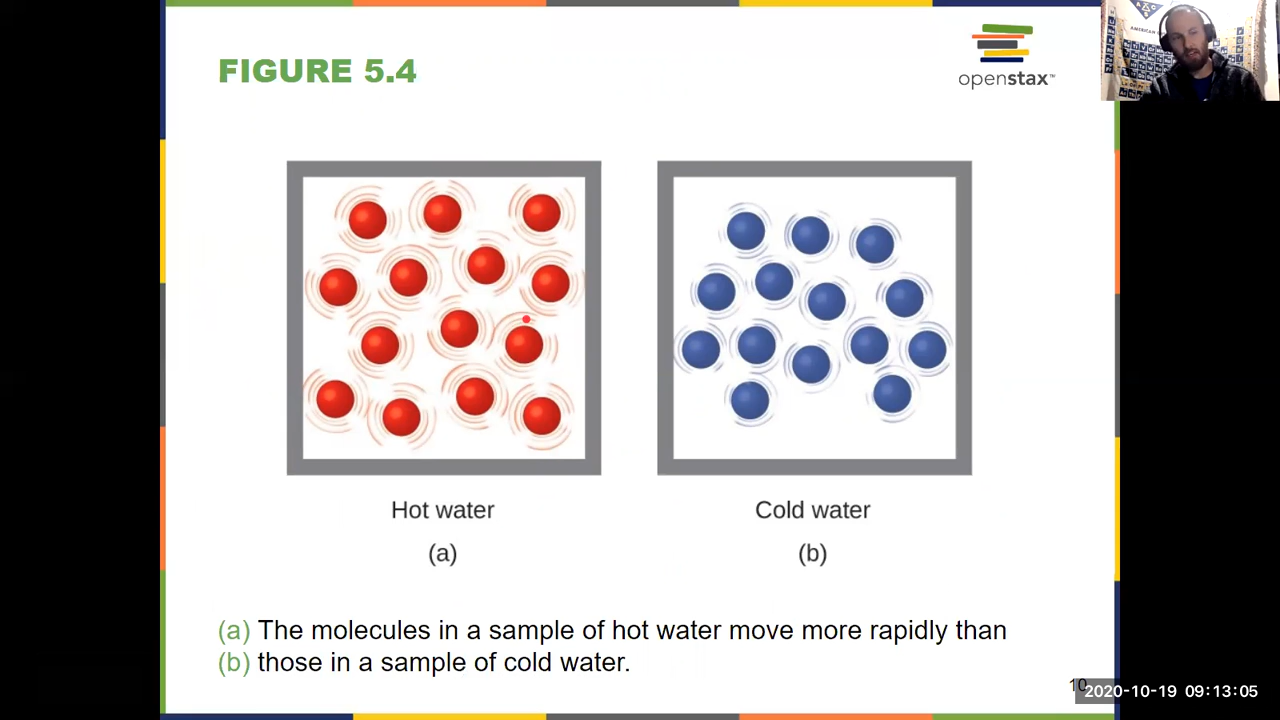 FIGURE 5.4
openstax™
Hot water
Cold water
(a)
(b)
(a) The molecules in a sample of hot water move more rapidly than
(b) those in a sample of cold water.
10
2020-10-19 09:13:05